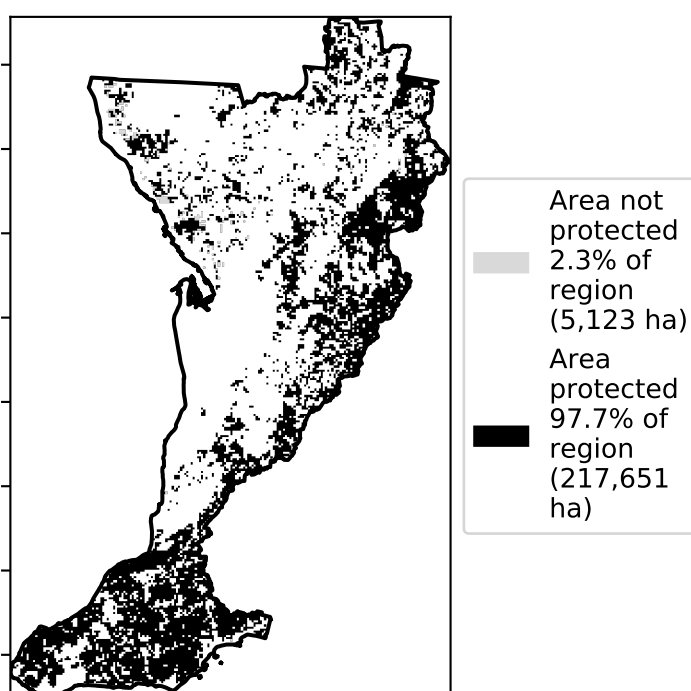 Area not
protected
2.3% of
region
(5,123 ha)
Area
protected
97.7% of
region
(217,651
ha)